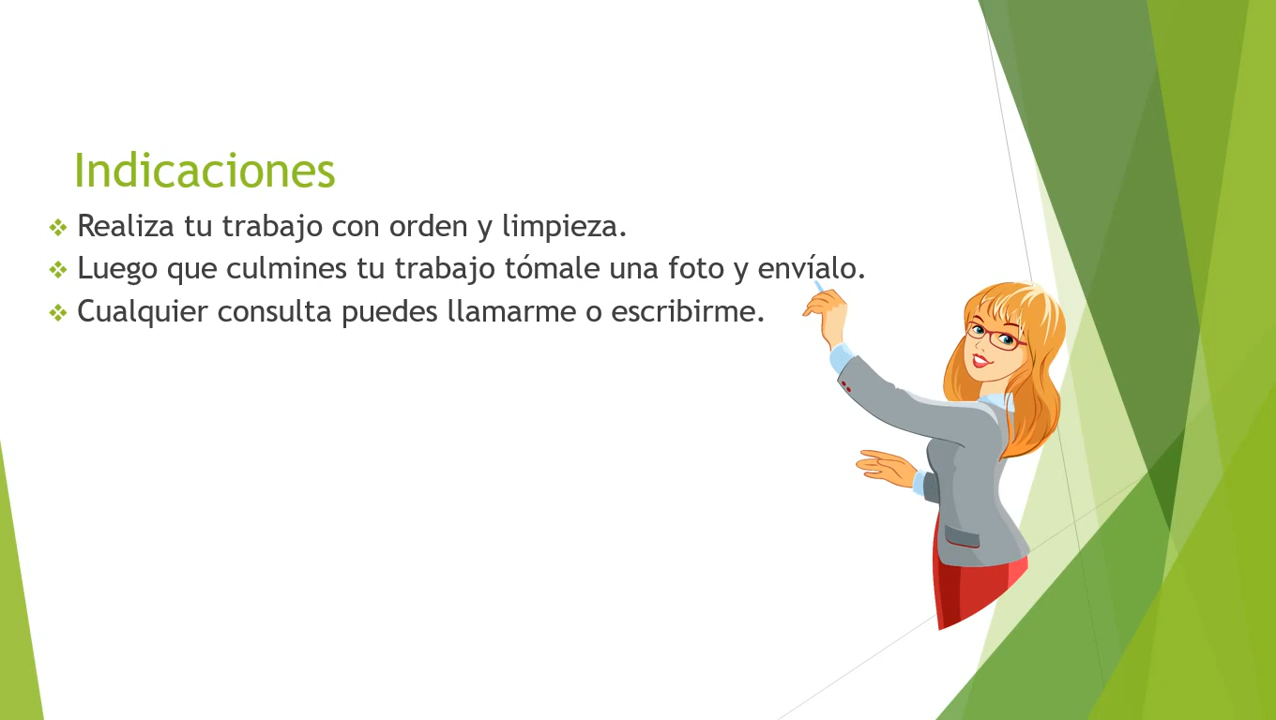 Indicaciones
Realiza tu trabajo con orden y limpieza.
Luego que culmines tu trabajo tómale una foto y envíalo.
Cualquier consulta puedes llamarme o escribirme.